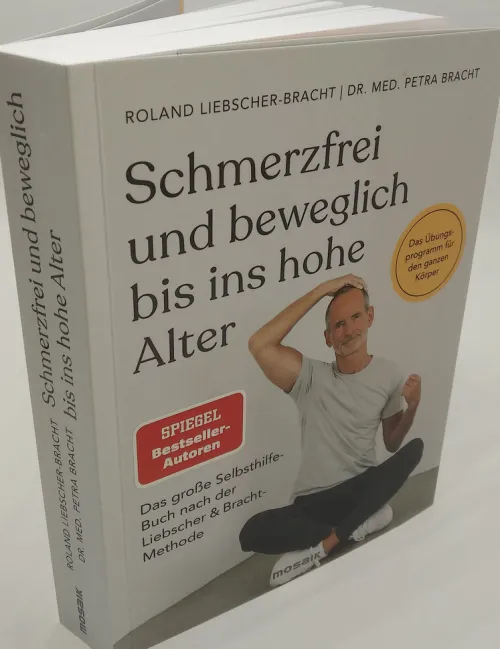 ROLAND LIEBSCHER-BRACHT | DR. MED. PETRA BRACHT
Schmerzfrei
und beweglich
bis ins hohe
Alter
Das Übungs-
programm für
den ganzen
Körper
SPIEGEL
Bestseller-
Autoren
Das große Selbsthilfe-
Buch nach der
Liebscher & Bracht-
Methode
mosaik
ROLAND LIEBSCHER-BRACHT
DR. MED. PETRA BRACHT
Schmerzfrei und beweglich
bis ins hohe Alter
mosaik